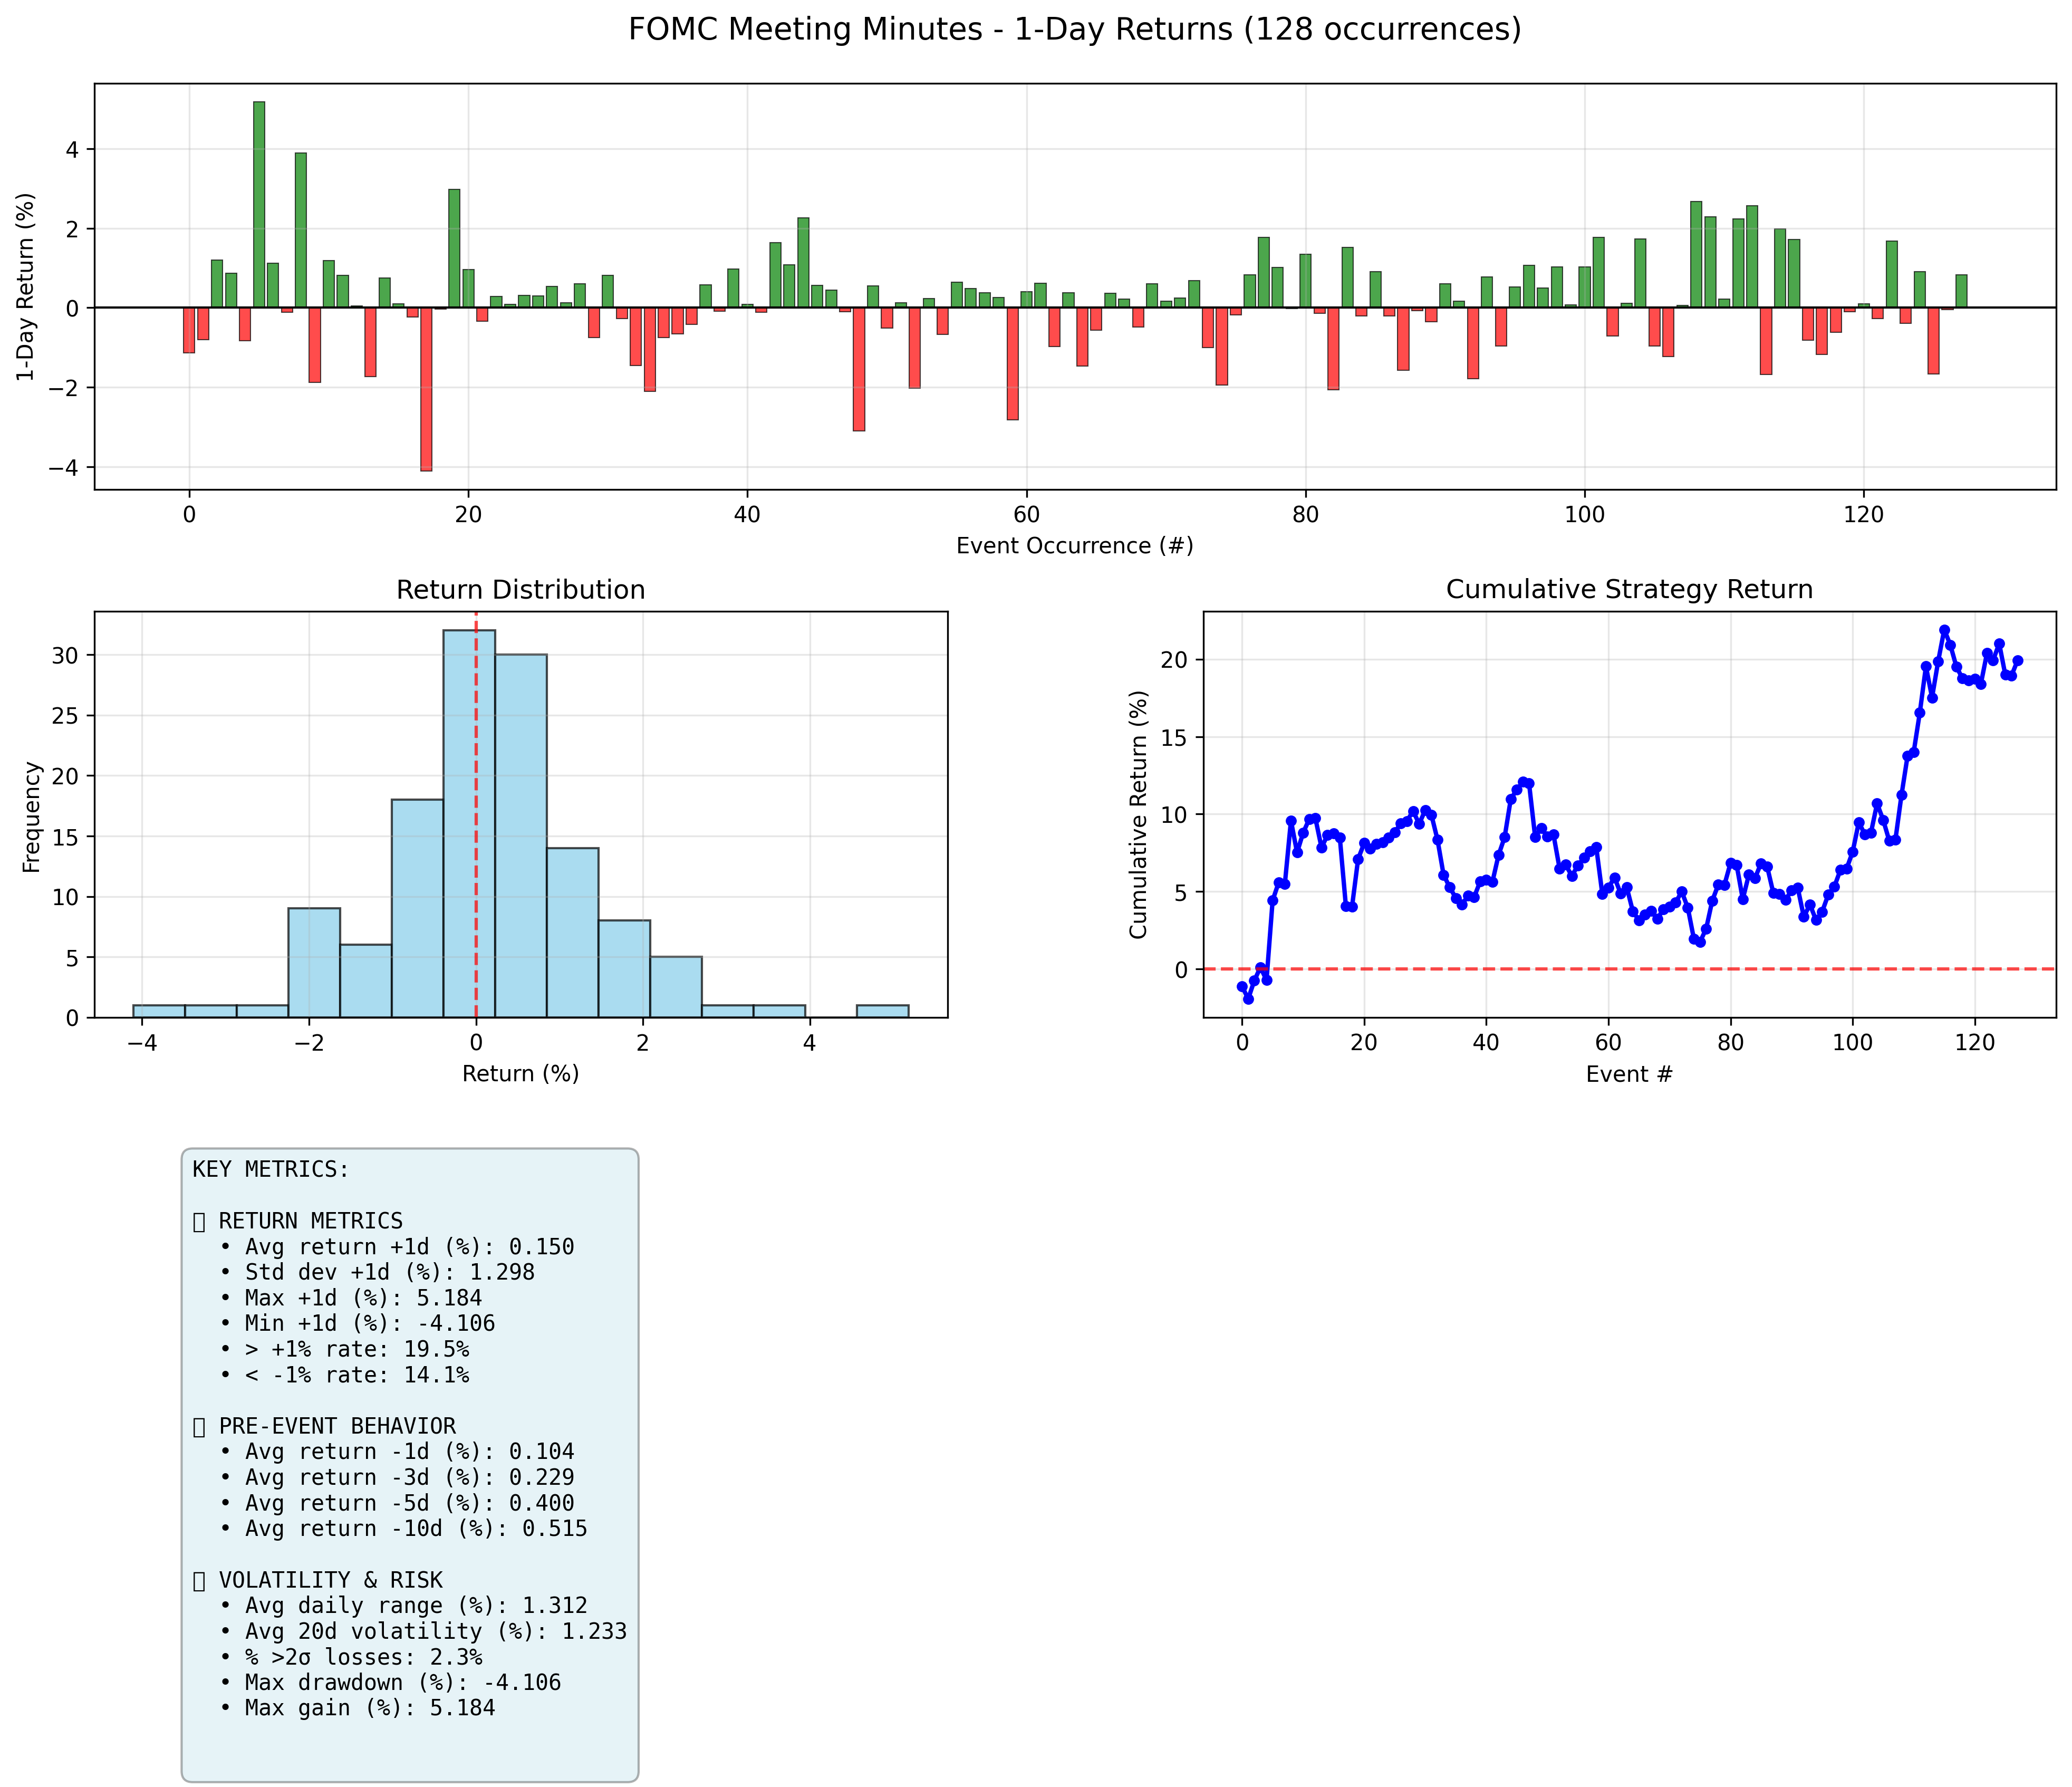 FOMC Meeting Minutes - 1-Day Returns (128 occurrences)
1-Day Return (%)
4
2
0
−2
−4
0 20 40 60 80 100 120
Event Occurrence (#)
Return Distribution
Frequency
30
25
20
15
10
5
0
−4 −2 0 2 4
Return (%)
Cumulative Strategy Return
Cumulative Return (%)
20
15
10
5
0
0 20 40 60 80 100 120
Event #
KEY METRICS:
RETURN METRICS
• Avg return +1d (%): 0.150
• Std dev +1d (%): 1.298
• Max +1d (%): 5.184
• Min +1d (%): -4.106
• > +1% rate: 19.5%
• < -1% rate: 14.1%
PRE-EVENT BEHAVIOR
• Avg return -1d (%): 0.104
• Avg return -3d (%): 0.229
• Avg return -5d (%): 0.400
• Avg return -10d (%): 0.515
VOLATILITY & RISK
• Avg daily range (%): 1.312
• Avg 20d volatility (%): 1.233
• % >2σ losses: 2.3%
• Max drawdown (%): -4.106
• Max gain (%): 5.184